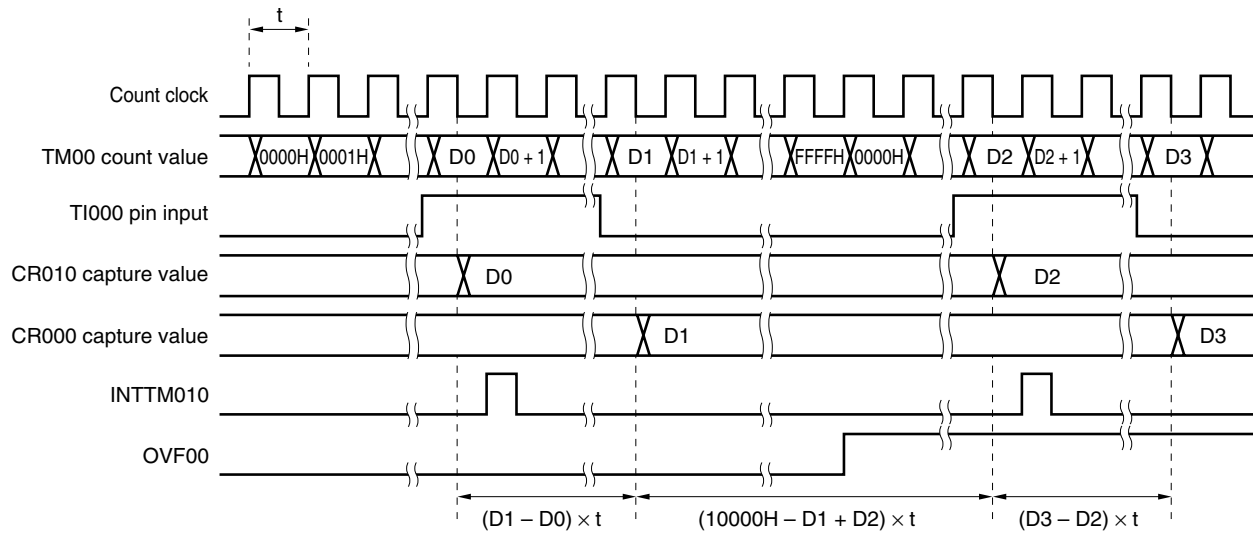 t
Count clock
TM00 count value
0000H 0001H D0 D0 + 1 D1 D1 + 1 FFFFH 0000H D2 D2 + 1 D3
TI000 pin input
CR010 capture value
D0 D2
CR000 capture value
D1 D3
INTTM010
OVF00
(D1 – D0) × t (10000H – D1 + D2) × t (D3 – D2) × t